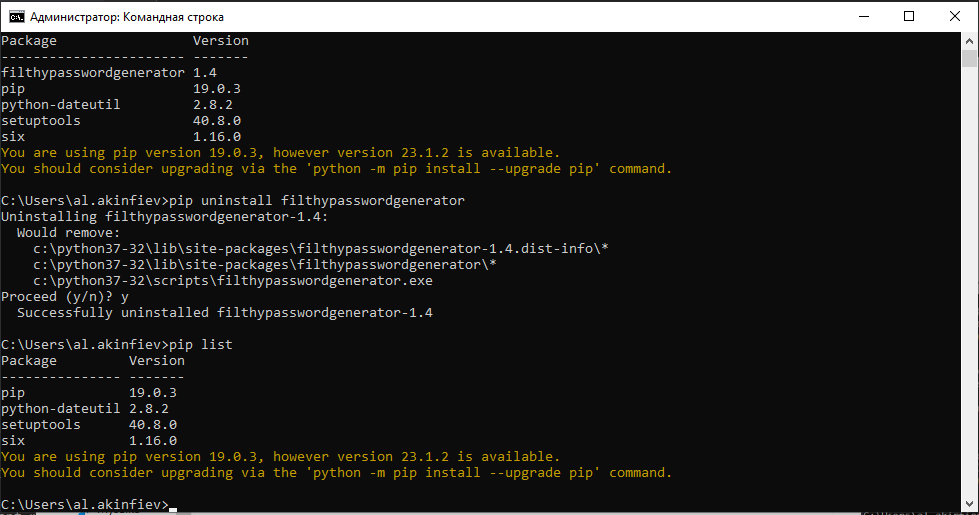 Администратор: Командная строка
Package                 Version
----------------------- -------
filthypasswordgenerator 1.4
pip                     19.0.3
python-dateutil         2.8.2
setuptools              40.8.0
six                     1.16.0
You are using pip version 19.0.3, however version 23.1.2 is available.
You should consider upgrading via the 'python -m pip install --upgrade pip' command.
C:\Users\al.akinfiev>pip uninstall filthypasswordgenerator
Uninstalling filthypasswordgenerator-1.4:
  Would remove:
    c:\python37-32\lib\site-packages\filthypasswordgenerator-1.4.dist-info\*
    c:\python37-32\lib\site-packages\filthypasswordgenerator\*
    c:\python37-32\scripts\filthypasswordgenerator.exe
Proceed (y/n)? y
  Successfully uninstalled filthypasswordgenerator-1.4
C:\Users\al.akinfiev>pip list
Package         Version
--------------- -------
pip             19.0.3
python-dateutil 2.8.2
setuptools      40.8.0
six             1.16.0
You are using pip version 19.0.3, however version 23.1.2 is available.
You should consider upgrading via the 'python -m pip install --upgrade pip' command.
C:\Users\al.akinfiev>